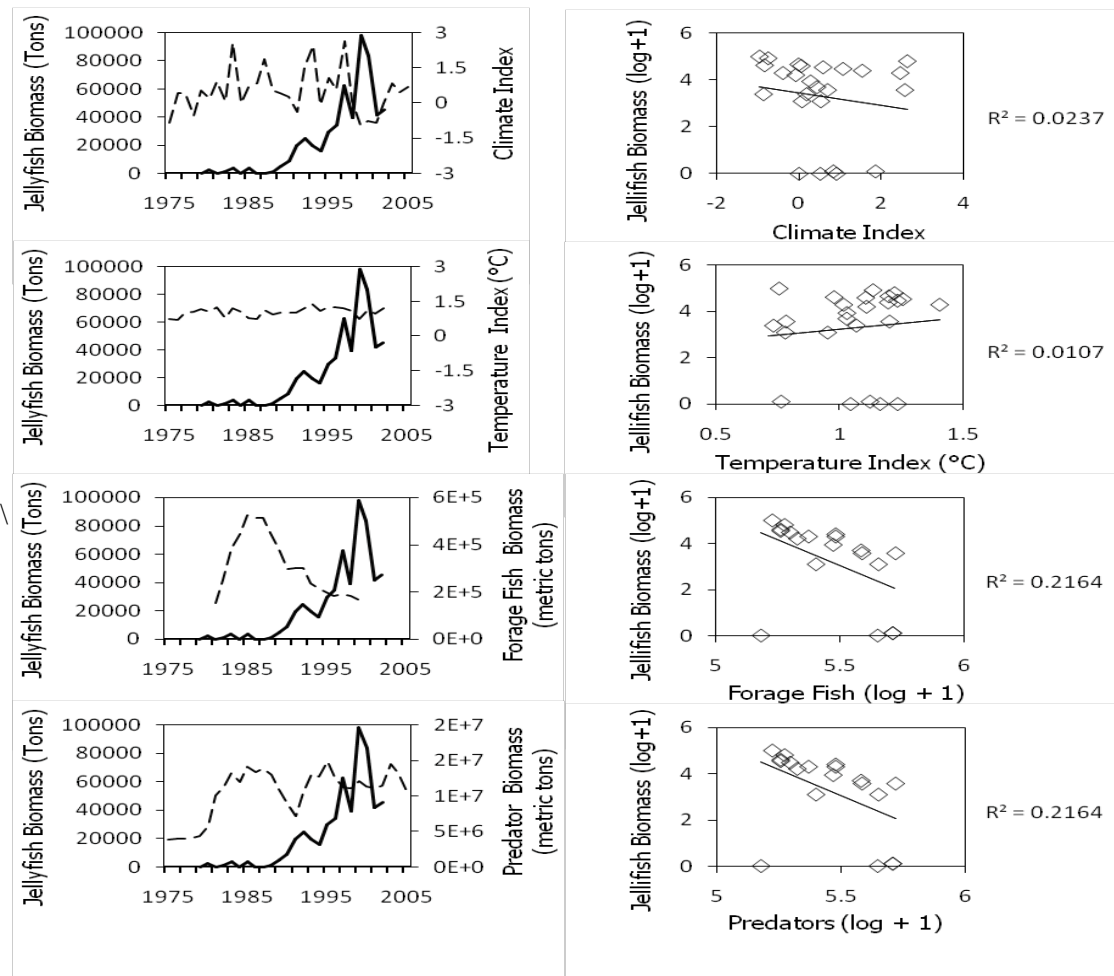 Jellyfish Biomass (Tons)
100000
80000
60000
40000
20000
0
3
1.5
0
-1.5
-3
Climate Index
1975 1985 1995 2005
Jellifish Biomass (log+1)
6
4
2
0
-2 0 2 4
Climate Index
R² = 0.0237
Jellyfish Biomass (Tons)
100000
80000
60000
40000
20000
0
3
1.5
0
-1.5
-3
Temperature Index (°C)
1975 1985 1995 2005
Jellifish Biomass (log+1)
6
4
2
0
0.5 1 1.5
Temperature Index (°C)
R² = 0.0107
\
Jellyfish Biomass (Tons)
100000
80000
60000
40000
20000
0
6E+5
4E+5
2E+5
0E+0
Forage Fish Biomass
(metric tons)
1975 1985 1995 2005
Jellifish Biomass (log+1)
6
4
2
0
5 5.5 6
Forage Fish (log + 1)
R² = 0.2164
Jellyfish Biomass (Tons)
100000
80000
60000
40000
20000
0
2E+7
2E+7
1E+7
5E+6
0E+0
Predator Biomass
(metric tons)
1975 1985 1995 2005
Jellifish Biomass (log+1)
6
4
2
0
5 5.5 6
Predators (log + 1)
R² = 0.2164